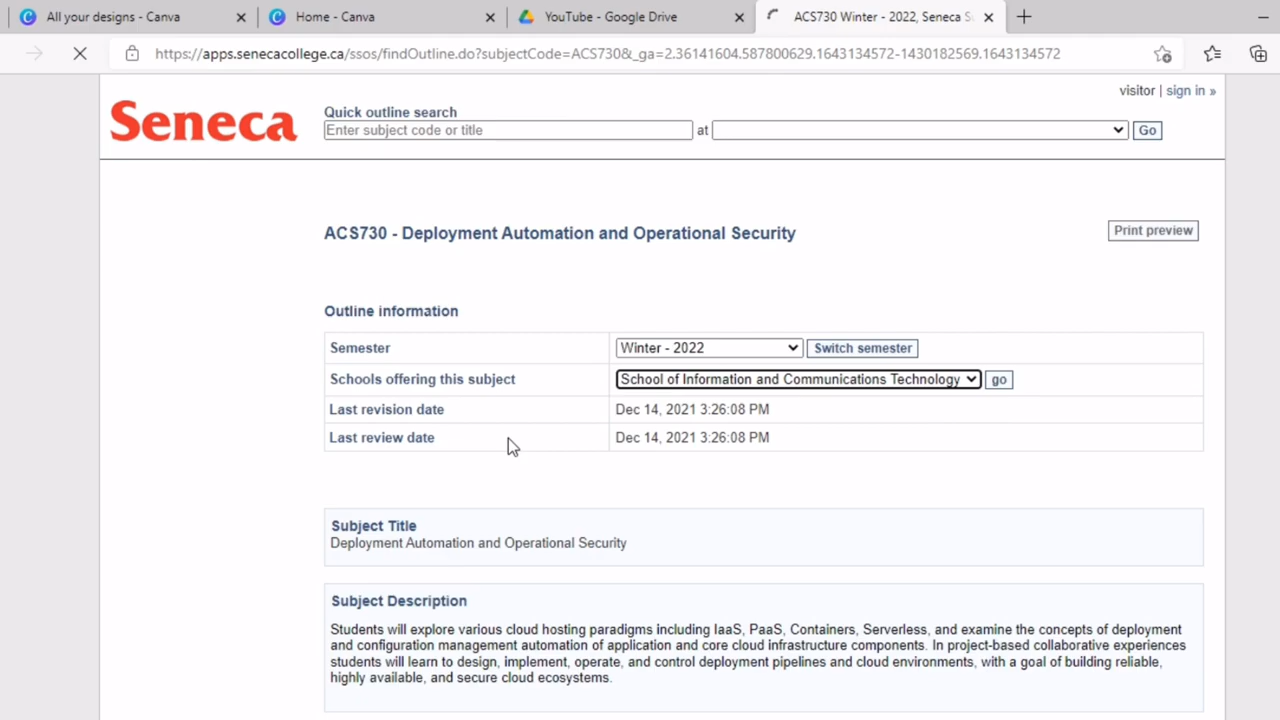 All your designs - Canva
Home - Canva
YouTube - Google Drive
ACS730 Winter - 2022, Seneca S
https://apps.senecacollege.ca/ssos/findOutline.do?subjectCode=ACS730&_ga=2.36141604.587800629.1643134572-1430182569.1643134572
visitor | sign in »
Seneca
Quick outline search
Enter subject code or title at Go
ACS730 - Deployment Automation and Operational Security
Print preview
Outline information
Semester Winter - 2022 Switch semester
Schools offering this subject School of Information and Communications Technology go
Last revision date Dec 14, 2021 3:26:08 PM
Last review date Dec 14, 2021 3:26:08 PM
Subject Title
Deployment Automation and Operational Security
Subject Description
Students will explore various cloud hosting paradigms including IaaS, PaaS, Containers, Serverless, and examine the concepts of deployment
and configuration management automation of application and core cloud infrastructure components. In project-based collaborative experiences
students will learn to design, implement, operate, and control deployment pipelines and cloud environments, with a goal of building reliable,
highly available, and secure cloud ecosystems.